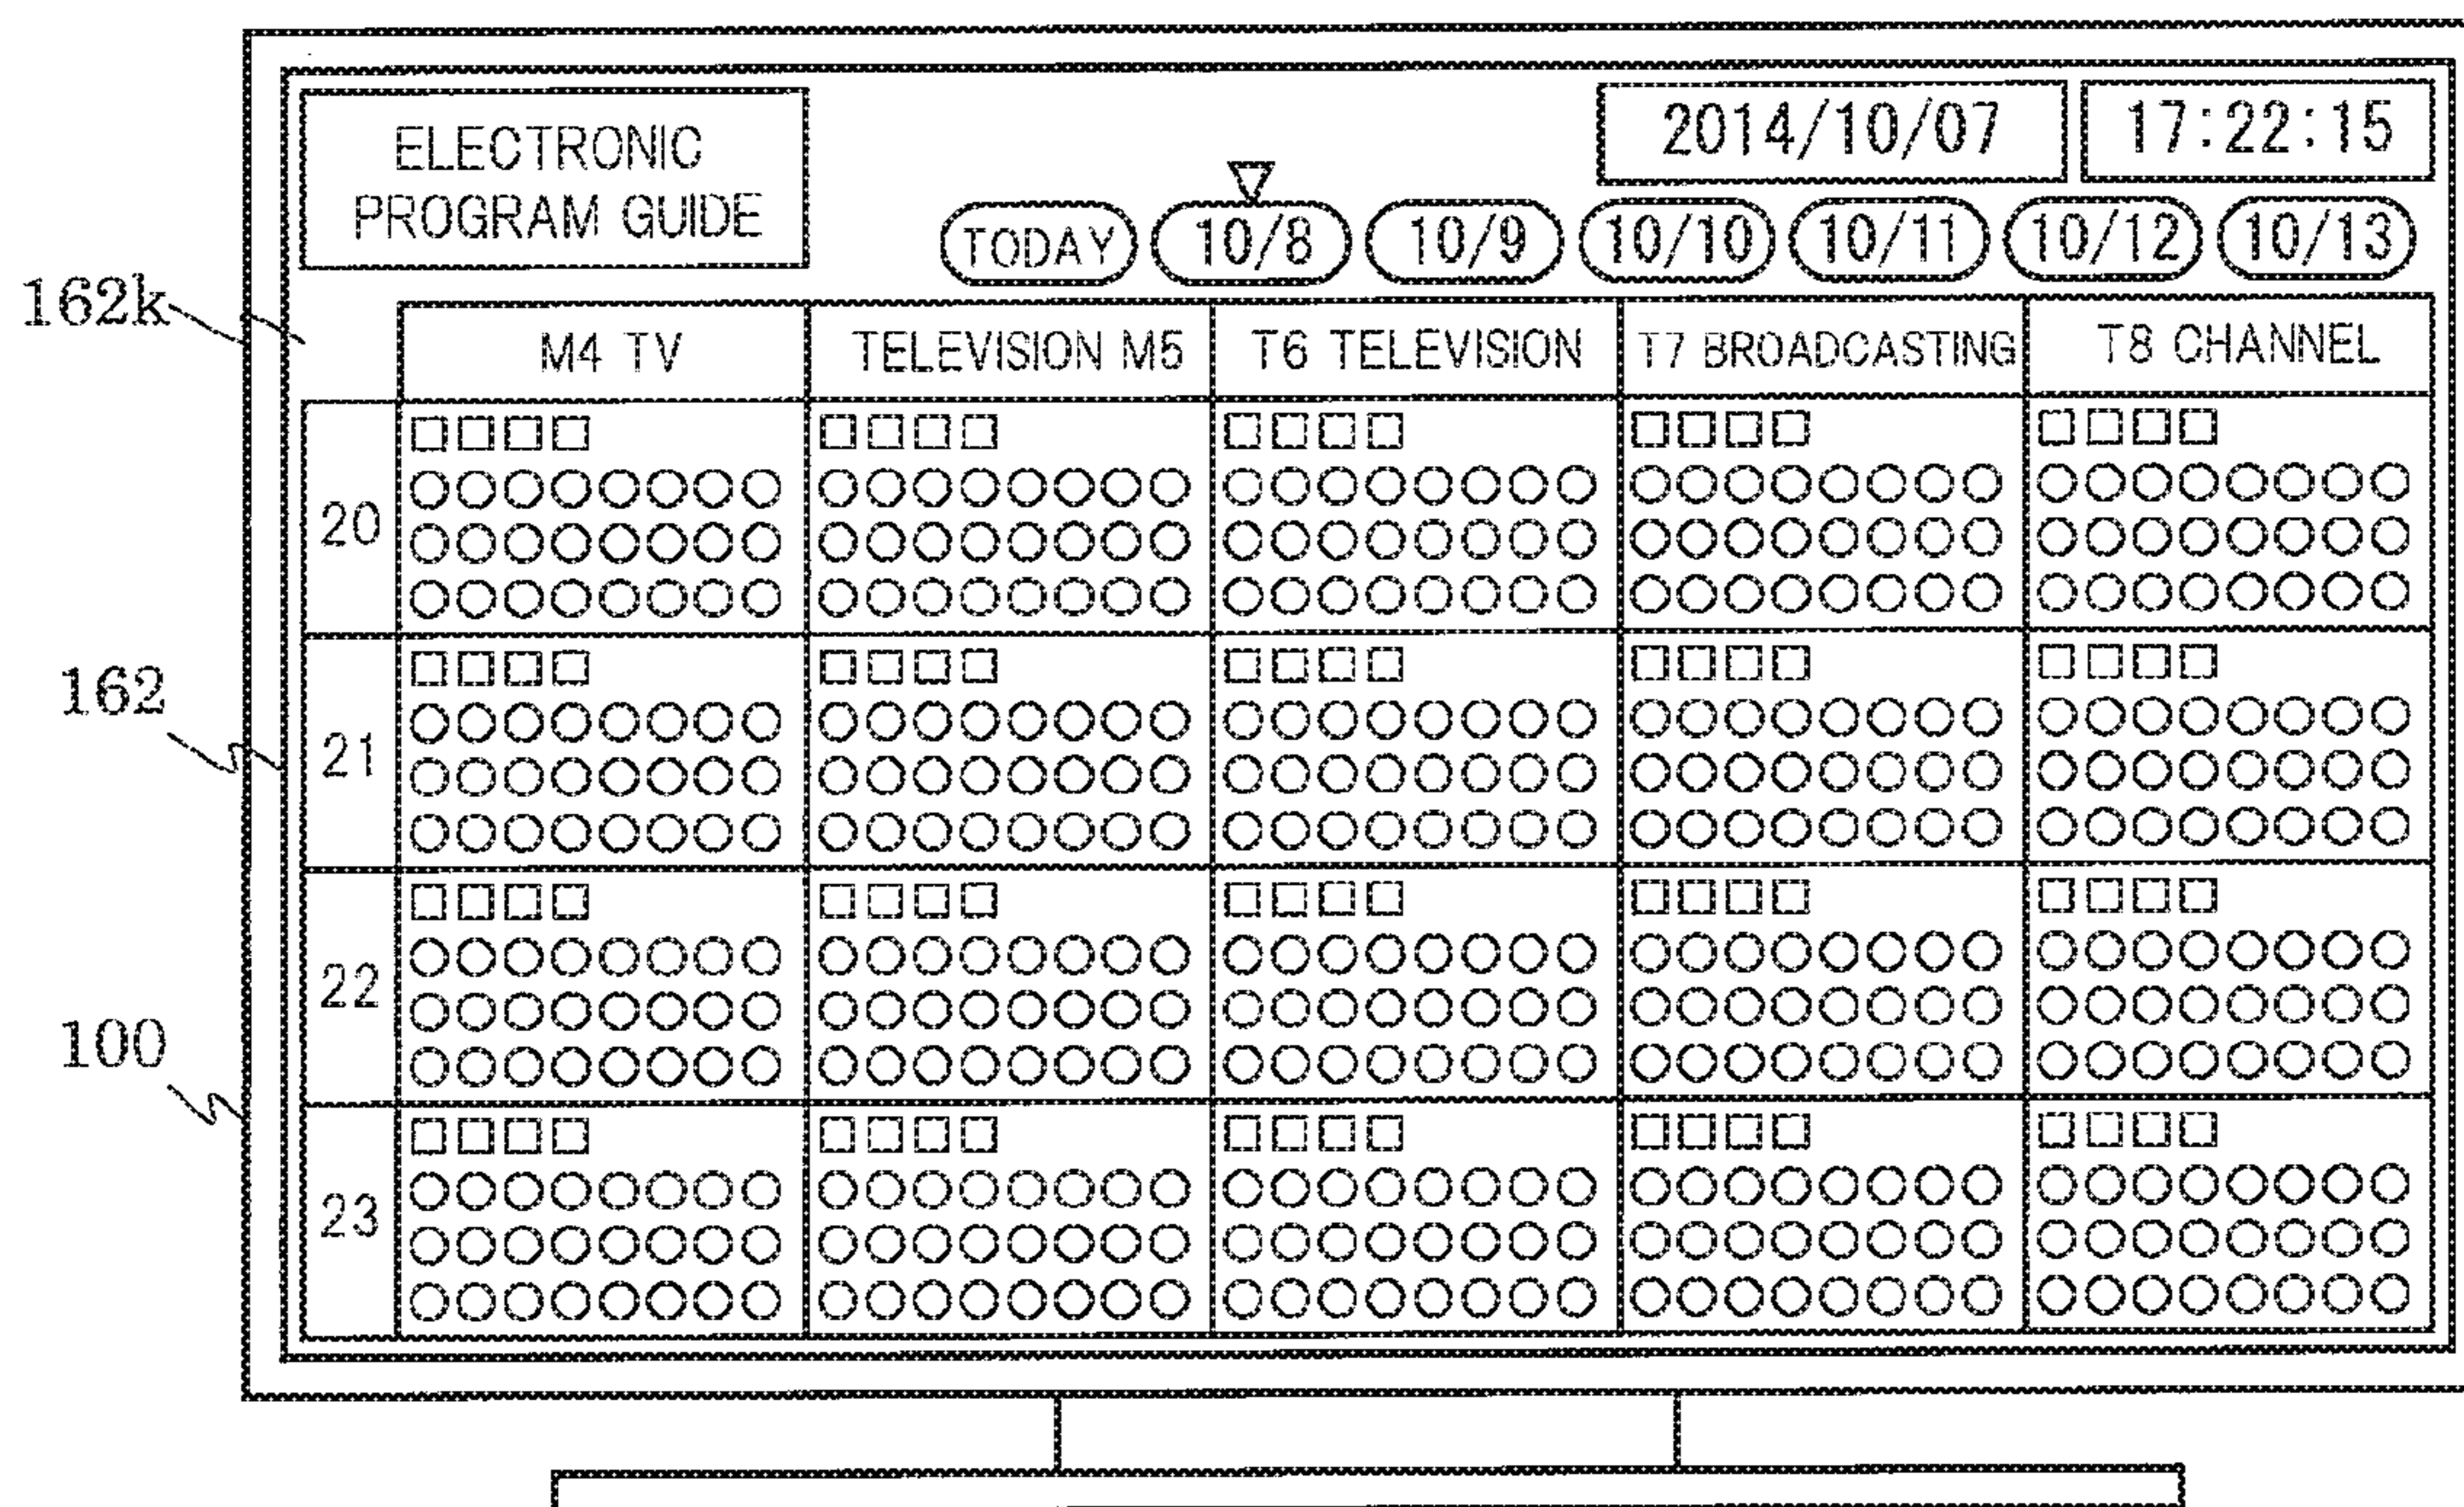 ELECTRONIC
PROGRAM GUIDE
2014/10/07 17:22:15
TODAY 10/8 10/9 10/10 10/11 10/12 10/13
162k
M4 TV TELEVISION M5 T6 TELEVISION T7 BROADCASTING T8 CHANNEL
□□□□ □□□□ □□□□ □□□□ □□□□
○○○○○○○○ ○○○○○○○○ ○○○○○○○○ ○○○○○○○○ ○○○○○○○○
20 ○○○○○○○○ ○○○○○○○○ ○○○○○○○○ ○○○○○○○○ ○○○○○○○○
○○○○○○○○ ○○○○○○○○ ○○○○○○○○ ○○○○○○○○ ○○○○○○○○
162
□□□□ □□□□ □□□□ □□□□ □□□□
○○○○○○○○ ○○○○○○○○ ○○○○○○○○ ○○○○○○○○ ○○○○○○○○
21 ○○○○○○○○ ○○○○○○○○ ○○○○○○○○ ○○○○○○○○ ○○○○○○○○
○○○○○○○○ ○○○○○○○○ ○○○○○○○○ ○○○○○○○○ ○○○○○○○○
□□□□ □□□□ □□□□ □□□□ □□□□
○○○○○○○○ ○○○○○○○○ ○○○○○○○○ ○○○○○○○○ ○○○○○○○○
22 ○○○○○○○○ ○○○○○○○○ ○○○○○○○○ ○○○○○○○○ ○○○○○○○○
○○○○○○○○ ○○○○○○○○ ○○○○○○○○ ○○○○○○○○ ○○○○○○○○
100
□□□□ □□□□ □□□□ □□□□ □□□□
○○○○○○○○ ○○○○○○○○ ○○○○○○○○ ○○○○○○○○ ○○○○○○○○
23 ○○○○○○○○ ○○○○○○○○ ○○○○○○○○ ○○○○○○○○ ○○○○○○○○
○○○○○○○○ ○○○○○○○○ ○○○○○○○○ ○○○○○○○○ ○○○○○○○○